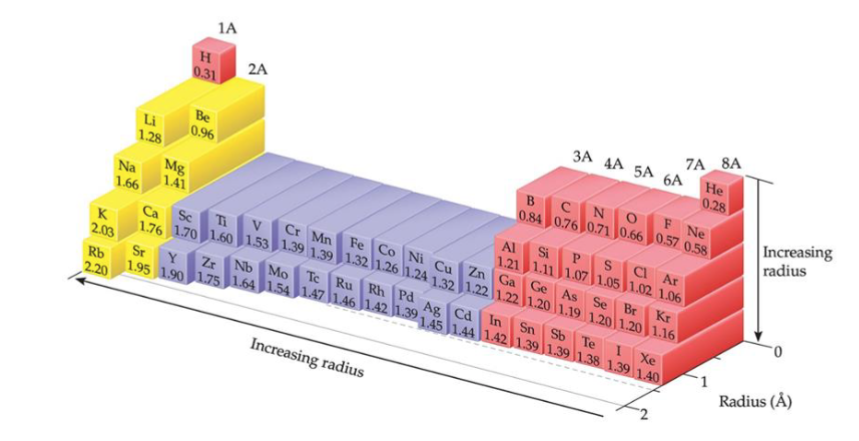 1A
H
0.31
2A
Li
1.28
Be
0.96
Na
1.66
Mg
1.41
3A 4A 5A 6A 7A 8A
He
0.28
B
0.84
C
0.76
N
0.71
O
0.66
F
0.57
Ne
0.58
K
2.03
Ca
1.76
Sc
1.70
Ti
1.60
V
1.53
Cr
1.39
Mn
1.39
Fe
1.32
Co
1.26
Ni
1.24
Cu
1.32
Zn
1.22
Al
1.21
Si
1.11
P
1.07
S
1.05
Cl
1.02
Ar
1.06
Ga
1.22
Ge
1.20
As
1.19
Se
1.20
Br
1.20
Kr
1.16
Rb
2.20
Sr
1.95
Y
1.90
Zr
1.75
Nb
1.64
Mo
1.54
Tc
1.47
Ru
1.46
Rh
1.42
Pd
1.39
Ag
1.45
Cd
1.44
In
1.42
Sn
1.39
Sb
1.39
Te
1.38
I
1.39
Xe
1.40
Increasing
radius
Increasing radius
0
1
2
Radius (Å)